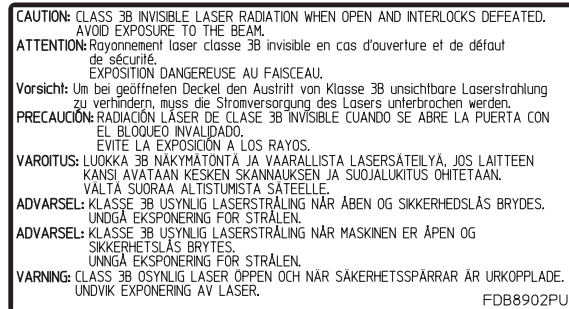 CAUTION: CLASS 3B INVISIBLE LASER RADIATION WHEN OPEN AND INTERLOCKS DEFEATED.
AVOID EXPOSURE TO THE BEAM.
ATTENTION: Rayonnement laser classe 3B invisible en cas d'ouverture et de défaut
de sécurité.
EXPOSITION DANGEREUSE AU FAISCEAU.
Vorsicht: Um bei geöffneten Deckel den Austritt von Klasse 3B unsichtbare Laserstrahlung
zu verhindern, muss die Stromversorgung des Lasers unterbrochen werden.
PRECAUCIÓN: RADIACIÓN LÁSER DE CLASE 3B INVISIBLE CUANDO SE ABRE LA PUERTA CON
EL BLOQUEO INVALIDADO.
EVITE LA EXPOSICIÓN A LOS RAYOS.
VAROITUS: LUOKKA 3B NÄKYMÄTÖNTÄ JA VAARALLISTA LASERSÄTEILYÄ, JOS LAITTEEN
KANSI AVATAAN KESKEN SKANNAUKSEN JA SUOJALUKITUS OHITETAAN.
VÄLTÄ SUORAA ALTISTUMISTA SÄTEELLE.
ADVARSEL: KLASSE 3B USYNLIG LASERSTRÅLING NÅR ÅBEN OG SIKKERHEDSLÅS BRYDES.
UNDGÅ EKSPONERING FOR STRÅLEN.
ADVARSEL: KLASSE 3B USYNLIG LASERSTRÅLING NÅR MASKINEN ER ÅPEN OG
SIKKERHETSLÅS BRYTES.
UNNGÅ EKSPONERING FOR STRÅLEN.
VARNING: CLASS 3B OSYNLIG LASER ÖPPEN OCH NÄR SÄKERHETSSPÄRRAR ÄR URKOPPLADE.
UNDVIK EXPONERING AV LASER.
FDB8902PU